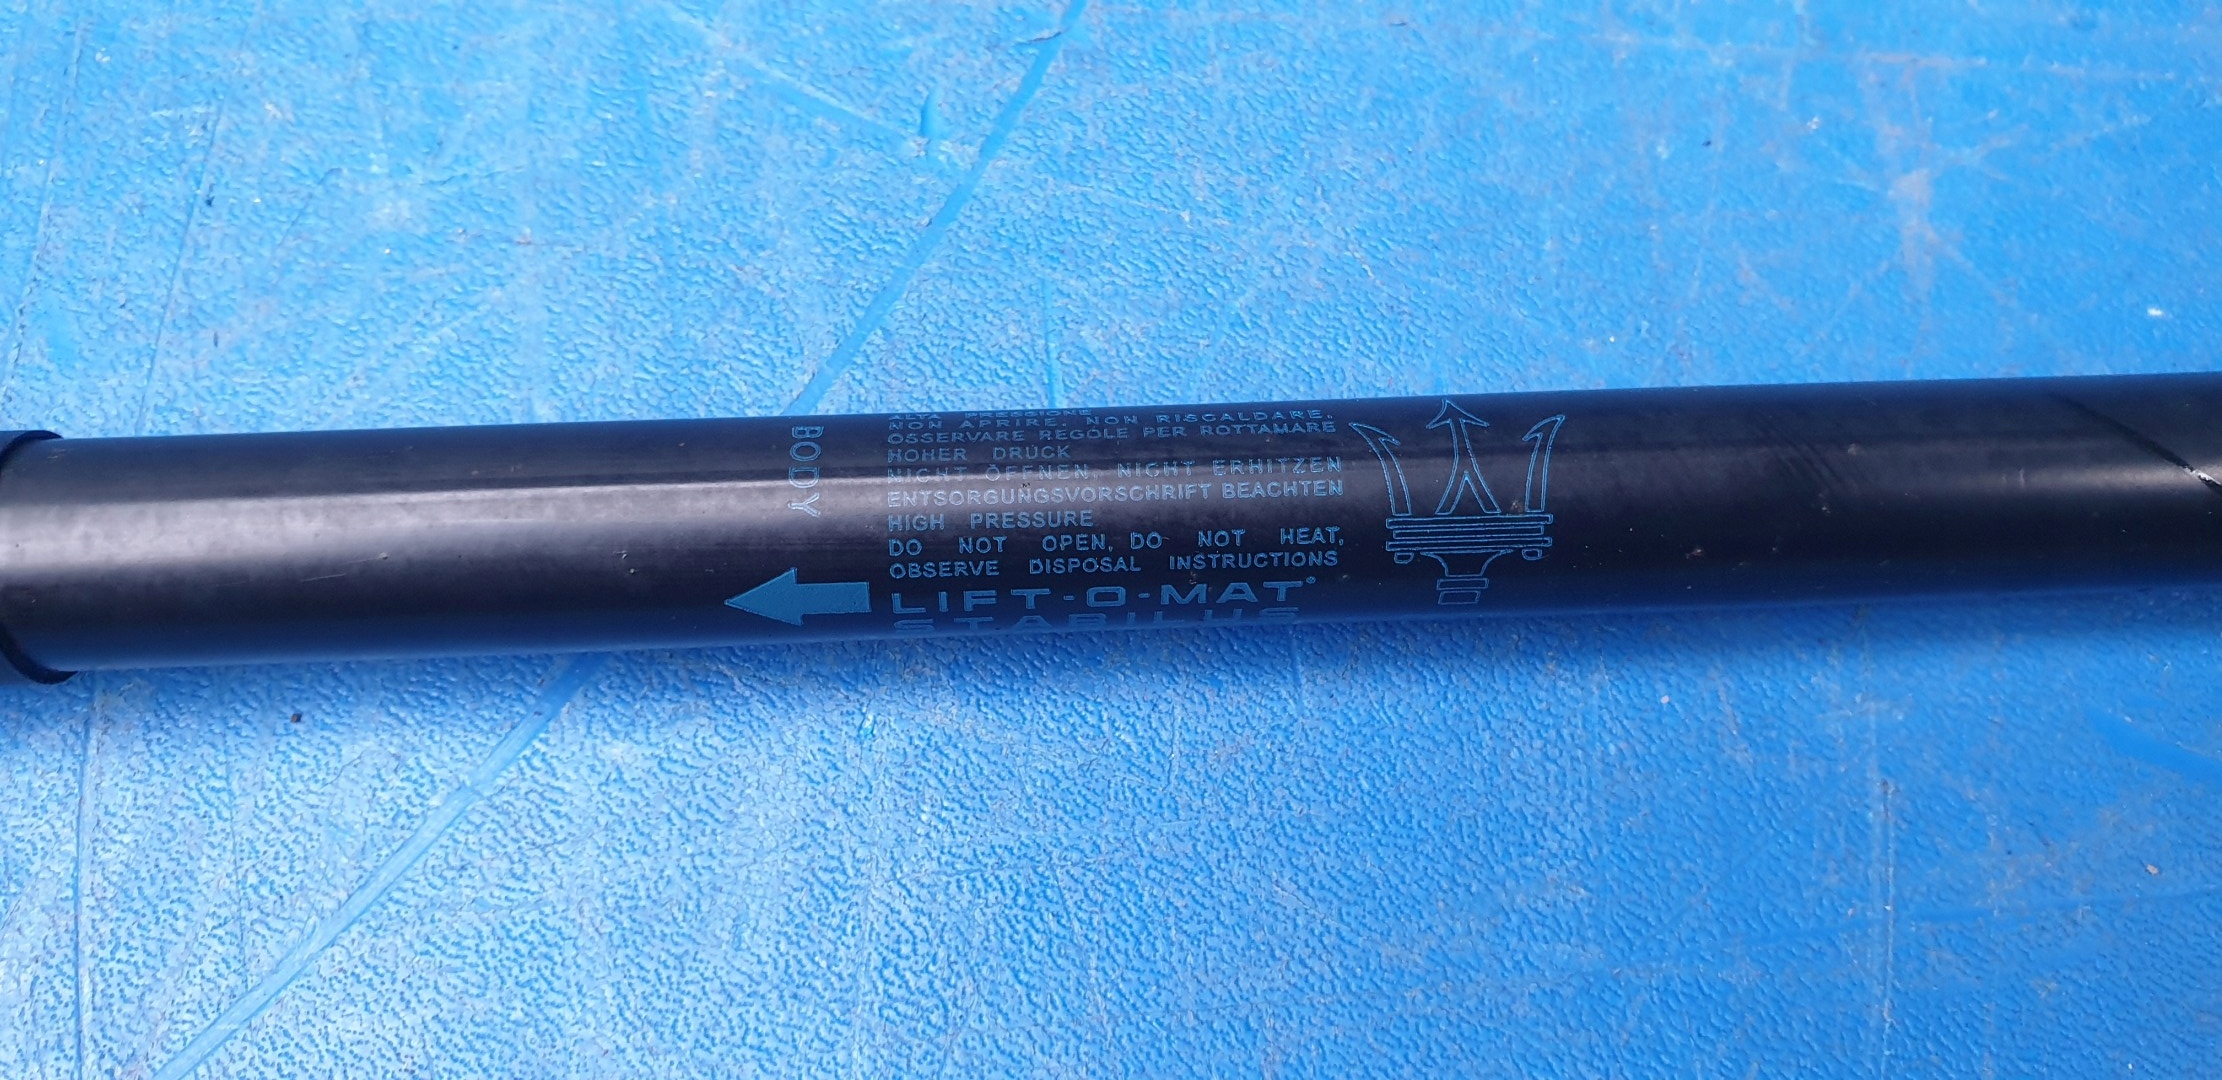 BODY
ALTA PRESSIONE
NON APRIRE. NON RISCALDARE.
OSSERVARE REGOLE PER ROTTAMARE
HOHER DRUCK
NICHT ÖFFNEN, NICHT ERHITZEN
ENTSORGUNGSVORSCHRIFT BEACHTEN
HIGH PRESSURE
DO NOT OPEN, DO NOT HEAT,
OBSERVE DISPOSAL INSTRUCTIONS
LIFT-O-MAT®
STABILUS